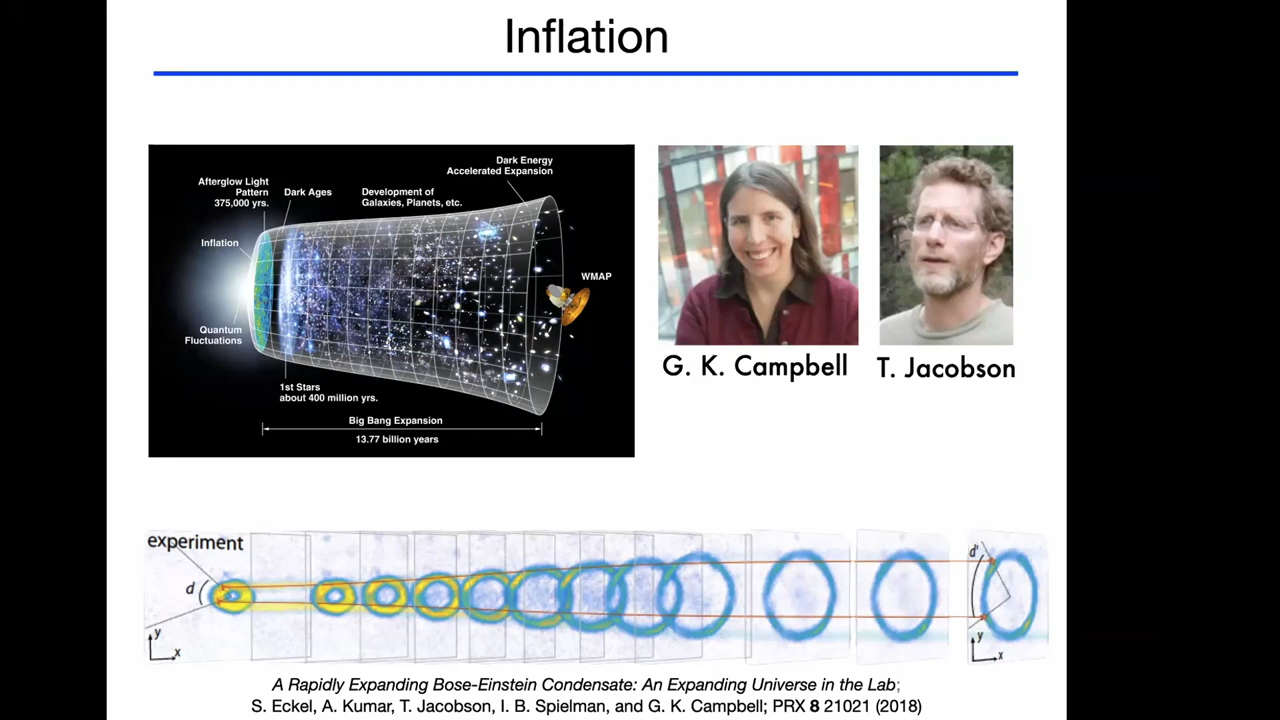 Inflation
Dark Energy
Accelerated Expansion
Afterglow Light
Pattern
375,000 yrs.
Dark Ages
Development of
Galaxies, Planets, etc.
Inflation
WMAP
Quantum
Fluctuations
1st Stars
about 400 million yrs.
Big Bang Expansion
13.77 billion years
G. K. Campbell
T. Jacobson
experiment
d
y
x
d'
y
x
A Rapidly Expanding Bose-Einstein Condensate: An Expanding Universe in the Lab;
S. Eckel, A. Kumar, T. Jacobson, I. B. Spielman, and G. K. Campbell; PRX 8 21021 (2018)